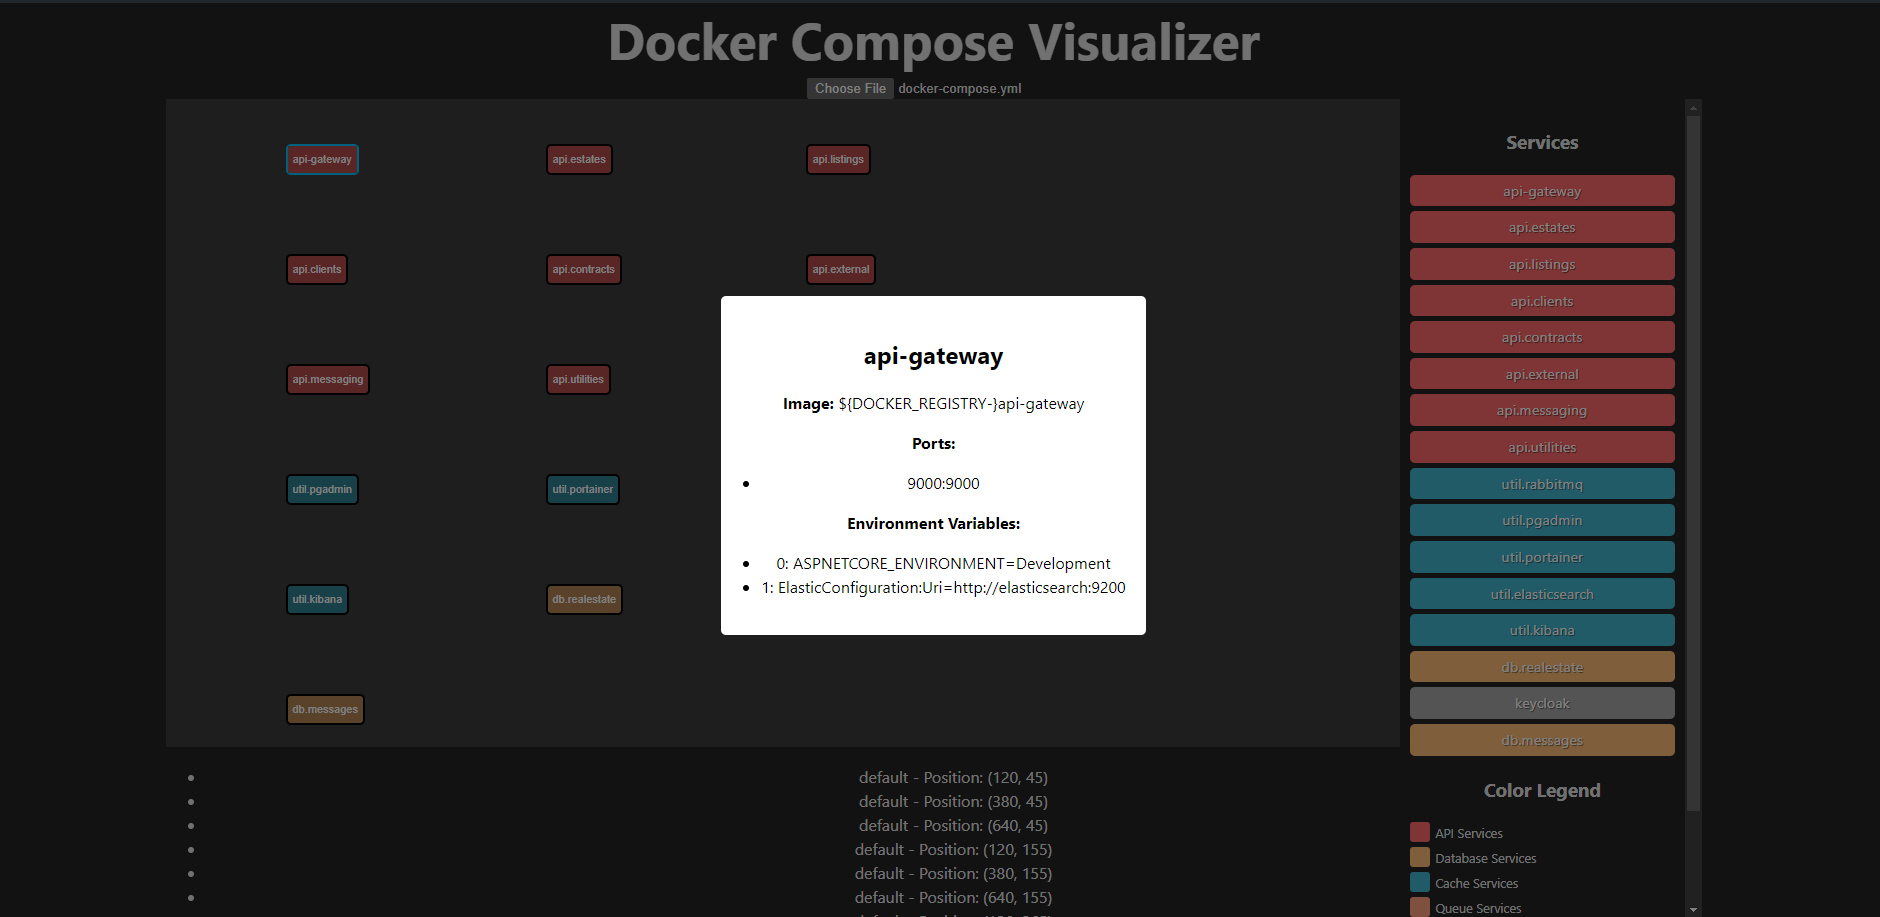 Docker Compose Visualizer
Choose File docker-compose.yml
api-gateway
api.estates
api.listings
api.clients
api.contracts
api.external
api.messaging
api.utilities
util.pgadmin
util.portainer
util.kibana
db.realestate
db.messages
api-gateway
Image: ${DOCKER_REGISTRY-}api-gateway
Ports:
9000:9000
Environment Variables:
0: ASPNETCORE_ENVIRONMENT=Development
1: ElasticConfiguration:Uri=http://elasticsearch:9200
default - Position: (120, 45)
default - Position: (380, 45)
default - Position: (640, 45)
default - Position: (120, 155)
default - Position: (380, 155)
default - Position: (640, 155)
Services
api-gateway
api.estates
api.listings
api.clients
api.contracts
api.external
api.messaging
api.utilities
util.rabbitmq
util.pgadmin
util.portainer
util.elasticsearch
util.kibana
db.realestate
keycloak
db.messages
Color Legend
API Services
Database Services
Cache Services
Queue Services